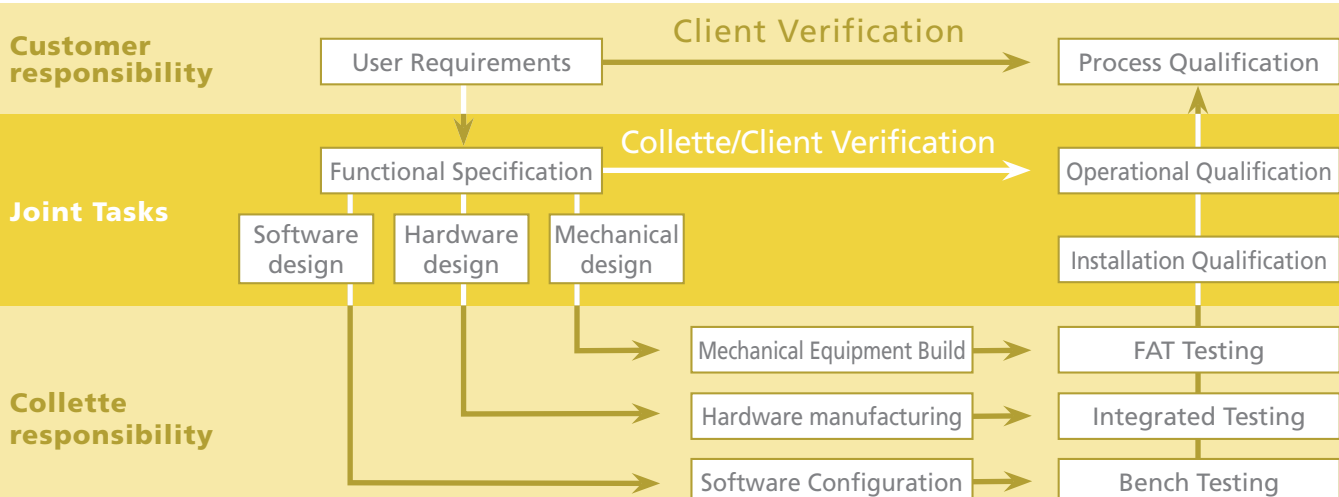 Customer
responsibility
User Requirements
Client Verification
Process Qualification
Joint Tasks
Functional Specification
Collette/Client Verification
Operational Qualification
Software
design
Hardware
design
Mechanical
design
Installation Qualification
Collette
responsibility
Mechanical Equipment Build
FAT Testing
Hardware manufacturing
Integrated Testing
Software Configuration
Bench Testing